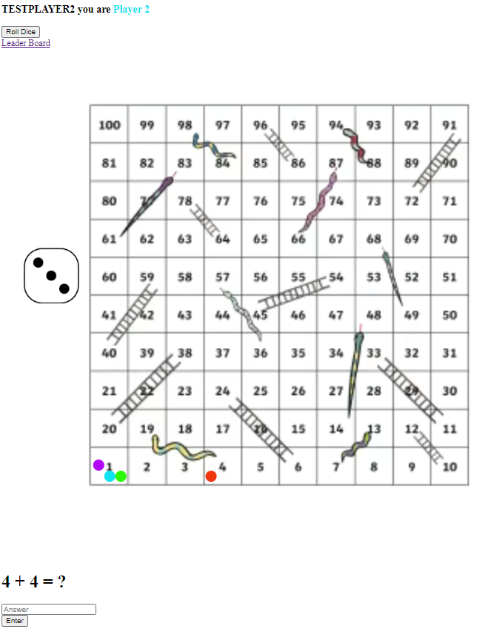 TESTPLAYER2 you are Player 2
Roll Dice
Leader Board
100 99 98 97 96 95 94 93 92 91
81 82 83 84 85 86 87 88 89 90
80 79 78 77 76 75 74 73 72 71
61 62 63 64 65 66 67 68 69 70
60 59 58 57 56 55 54 53 52 51
41 42 43 44 45 46 47 48 49 50
40 39 38 37 36 35 34 33 32 31
21 22 23 24 25 26 27 28 29 30
20 19 18 17 16 15 14 13 12 11
1 2 3 4 5 6 7 8 9 10
4 + 4 = ?
Answer
Enter